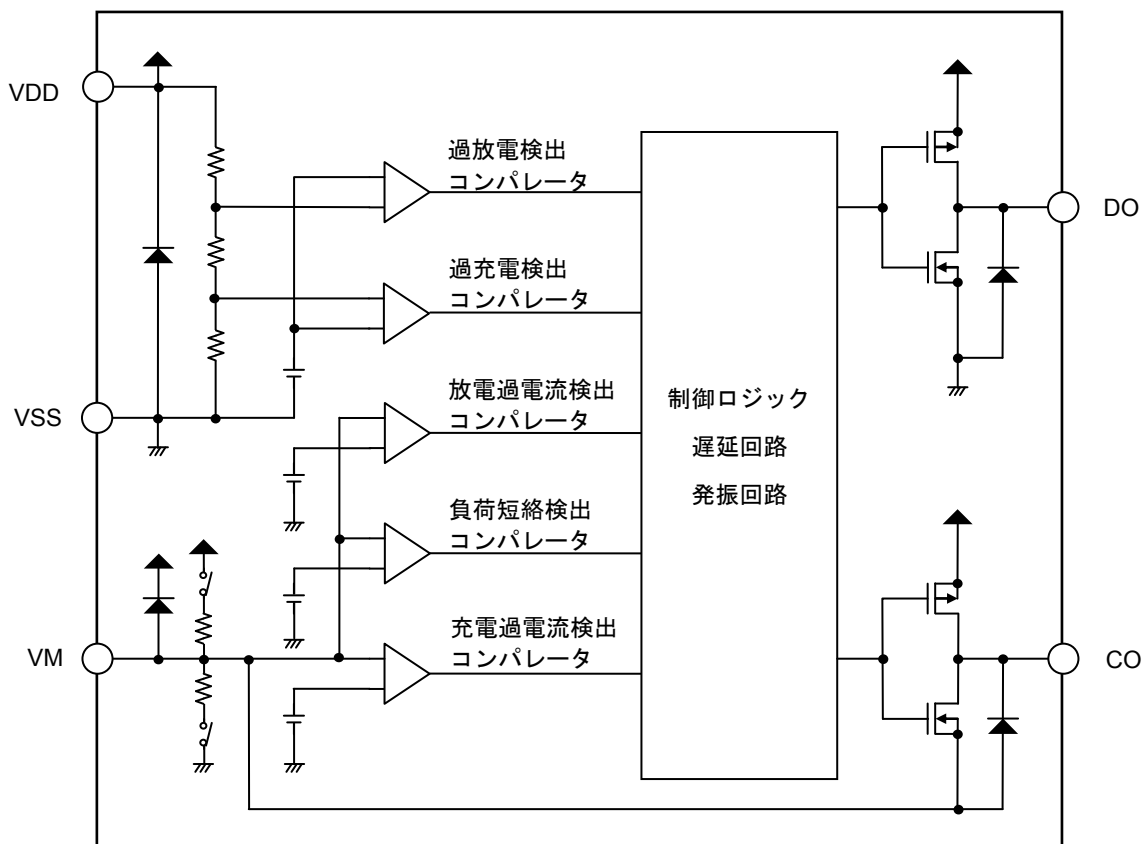 VDD
過放電検出
コンパレータ
DO
過充電検出
コンパレータ
VSS
放電過電流検出
コンパレータ
制御ロジック
遅延回路
発振回路
負荷短絡検出
コンパレータ
VM
充電過電流検出
コンパレータ
CO